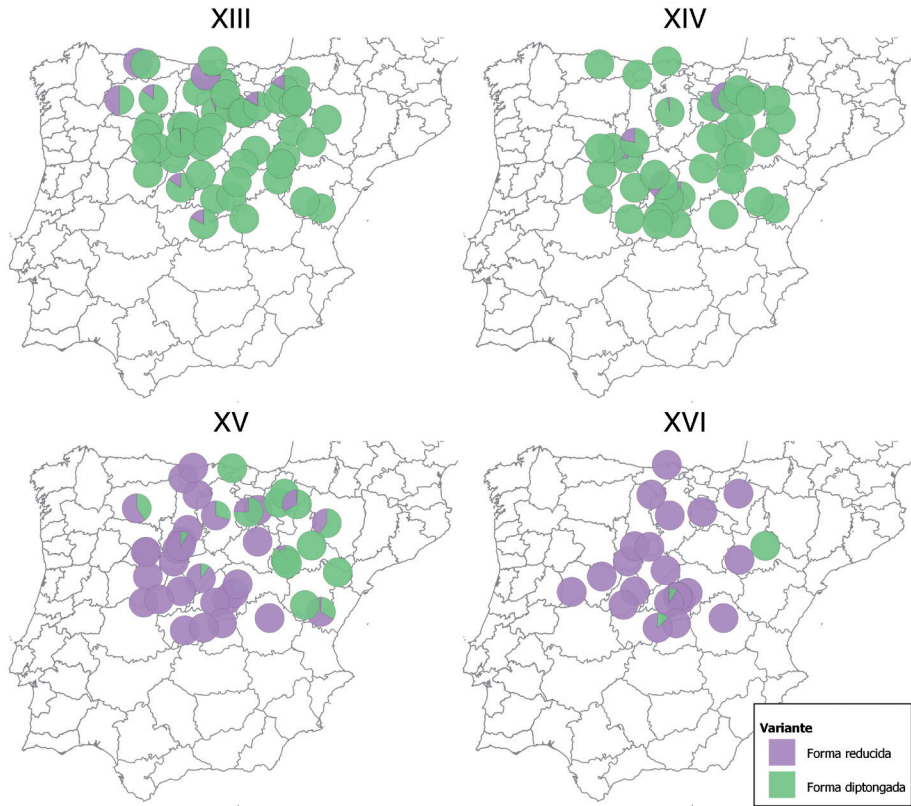 XIII
XIV
XV
XVI
Variante
Forma reducida
Forma diptongada